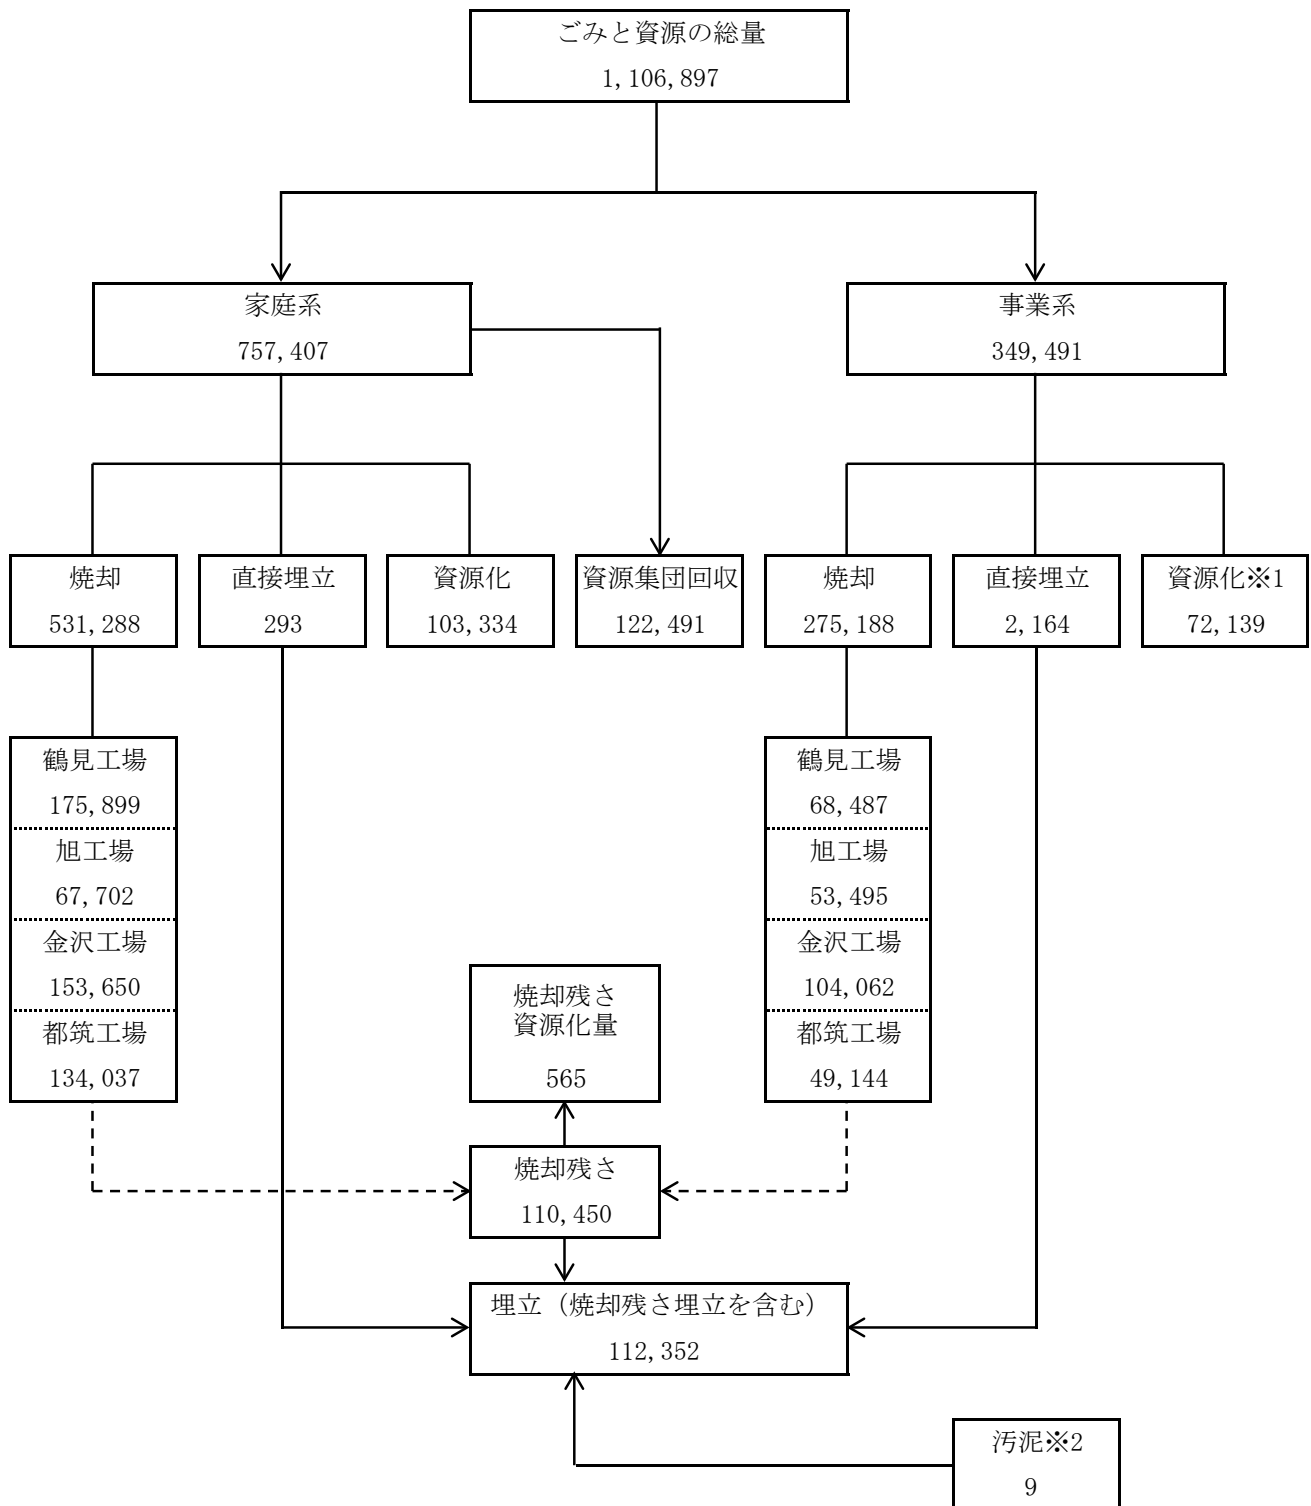 ごみと資源の総量
1,106,897
家庭系
757,407
事業系
349,491
焼却
531,288
直接埋立
293
資源化
103,334
資源集団回収
122,491
焼却
275,188
直接埋立
2,164
資源化※1
72,139
鶴見工場
175,899
旭工場
67,702
金沢工場
153,650
都筑工場
134,037
鶴見工場
68,487
旭工場
53,495
金沢工場
104,062
都筑工場
49,144
焼却残さ
資源化量
565
焼却残さ
110,450
埋立（焼却残さ埋立を含む）
112,352
汚泥※2
9